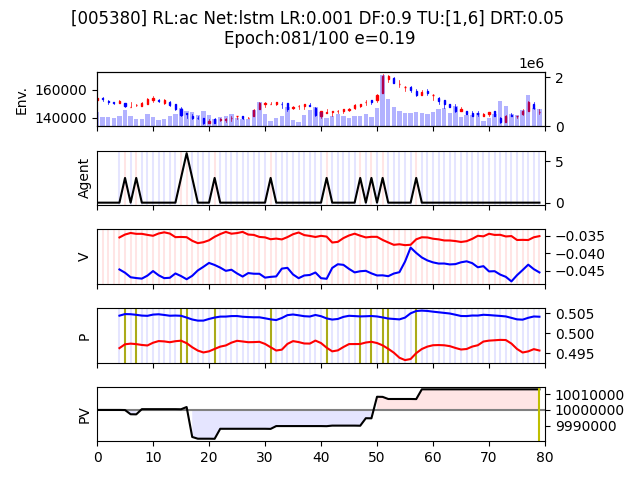 [005380] RL:ac Net:lstm LR:0.001 DF:0.9 TU:[1,6] DRT:0.05
Epoch:081/100 e=0.19
1e6
Env.
160000
140000
2
0
Agent
5
0
V
−0.035
−0.040
−0.045
P
0.505
0.500
0.495
PV
10010000
10000000
9990000
0 10 20 30 40 50 60 70 80